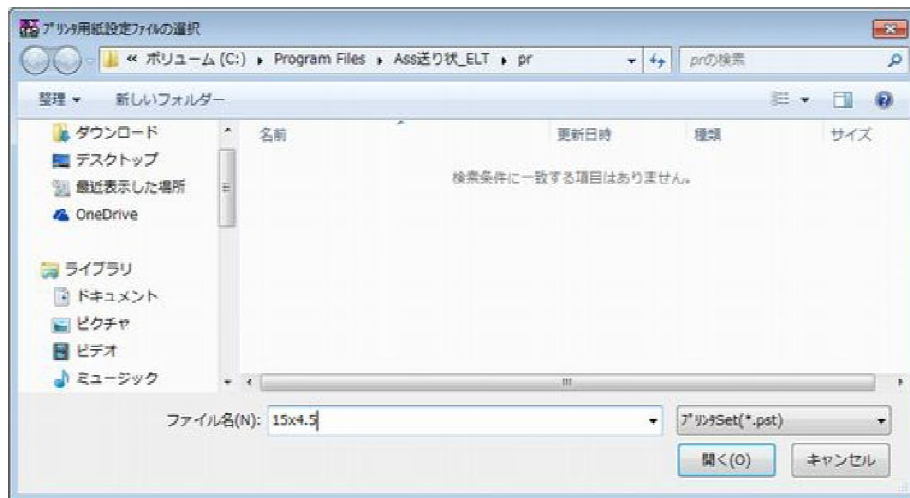 ﾌﾟﾘﾝﾀ用紙設定ﾌｧｲﾙの選択
« ボリューム (C:) ▸ Program Files ▸ Ass送り状_ELT ▸ pr
prの検索
整理 ▾ 新しいフォルダー
ダウンロード
デスクトップ
最近表示した場所
OneDrive
ライブラリ
ドキュメント
ピクチャ
ビデオ
ミュージック
名前 更新日時 種類 サイズ
検索条件に一致する項目はありません。
ファイル名(N): 15x4.5
ﾌﾟﾘﾝﾀSet(*.pst)
開く(O) キャンセル